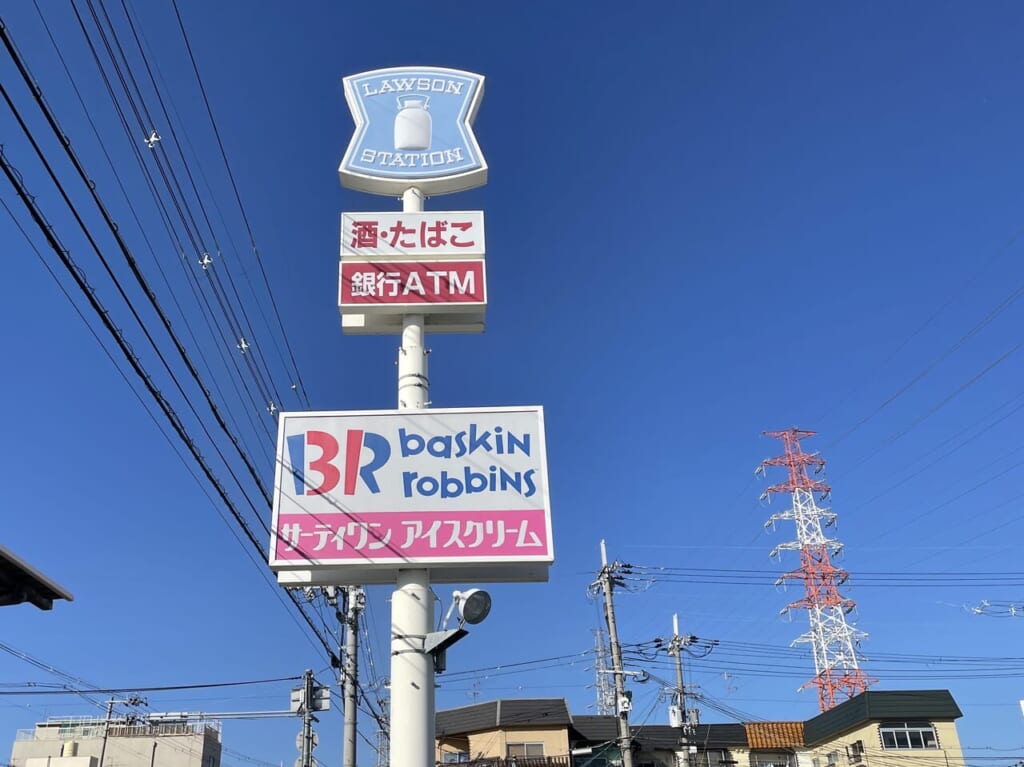 LAWSON
STATION
酒・たばこ
銀行ATM
BR baskin
robbins™
サーティワン アイスクリーム